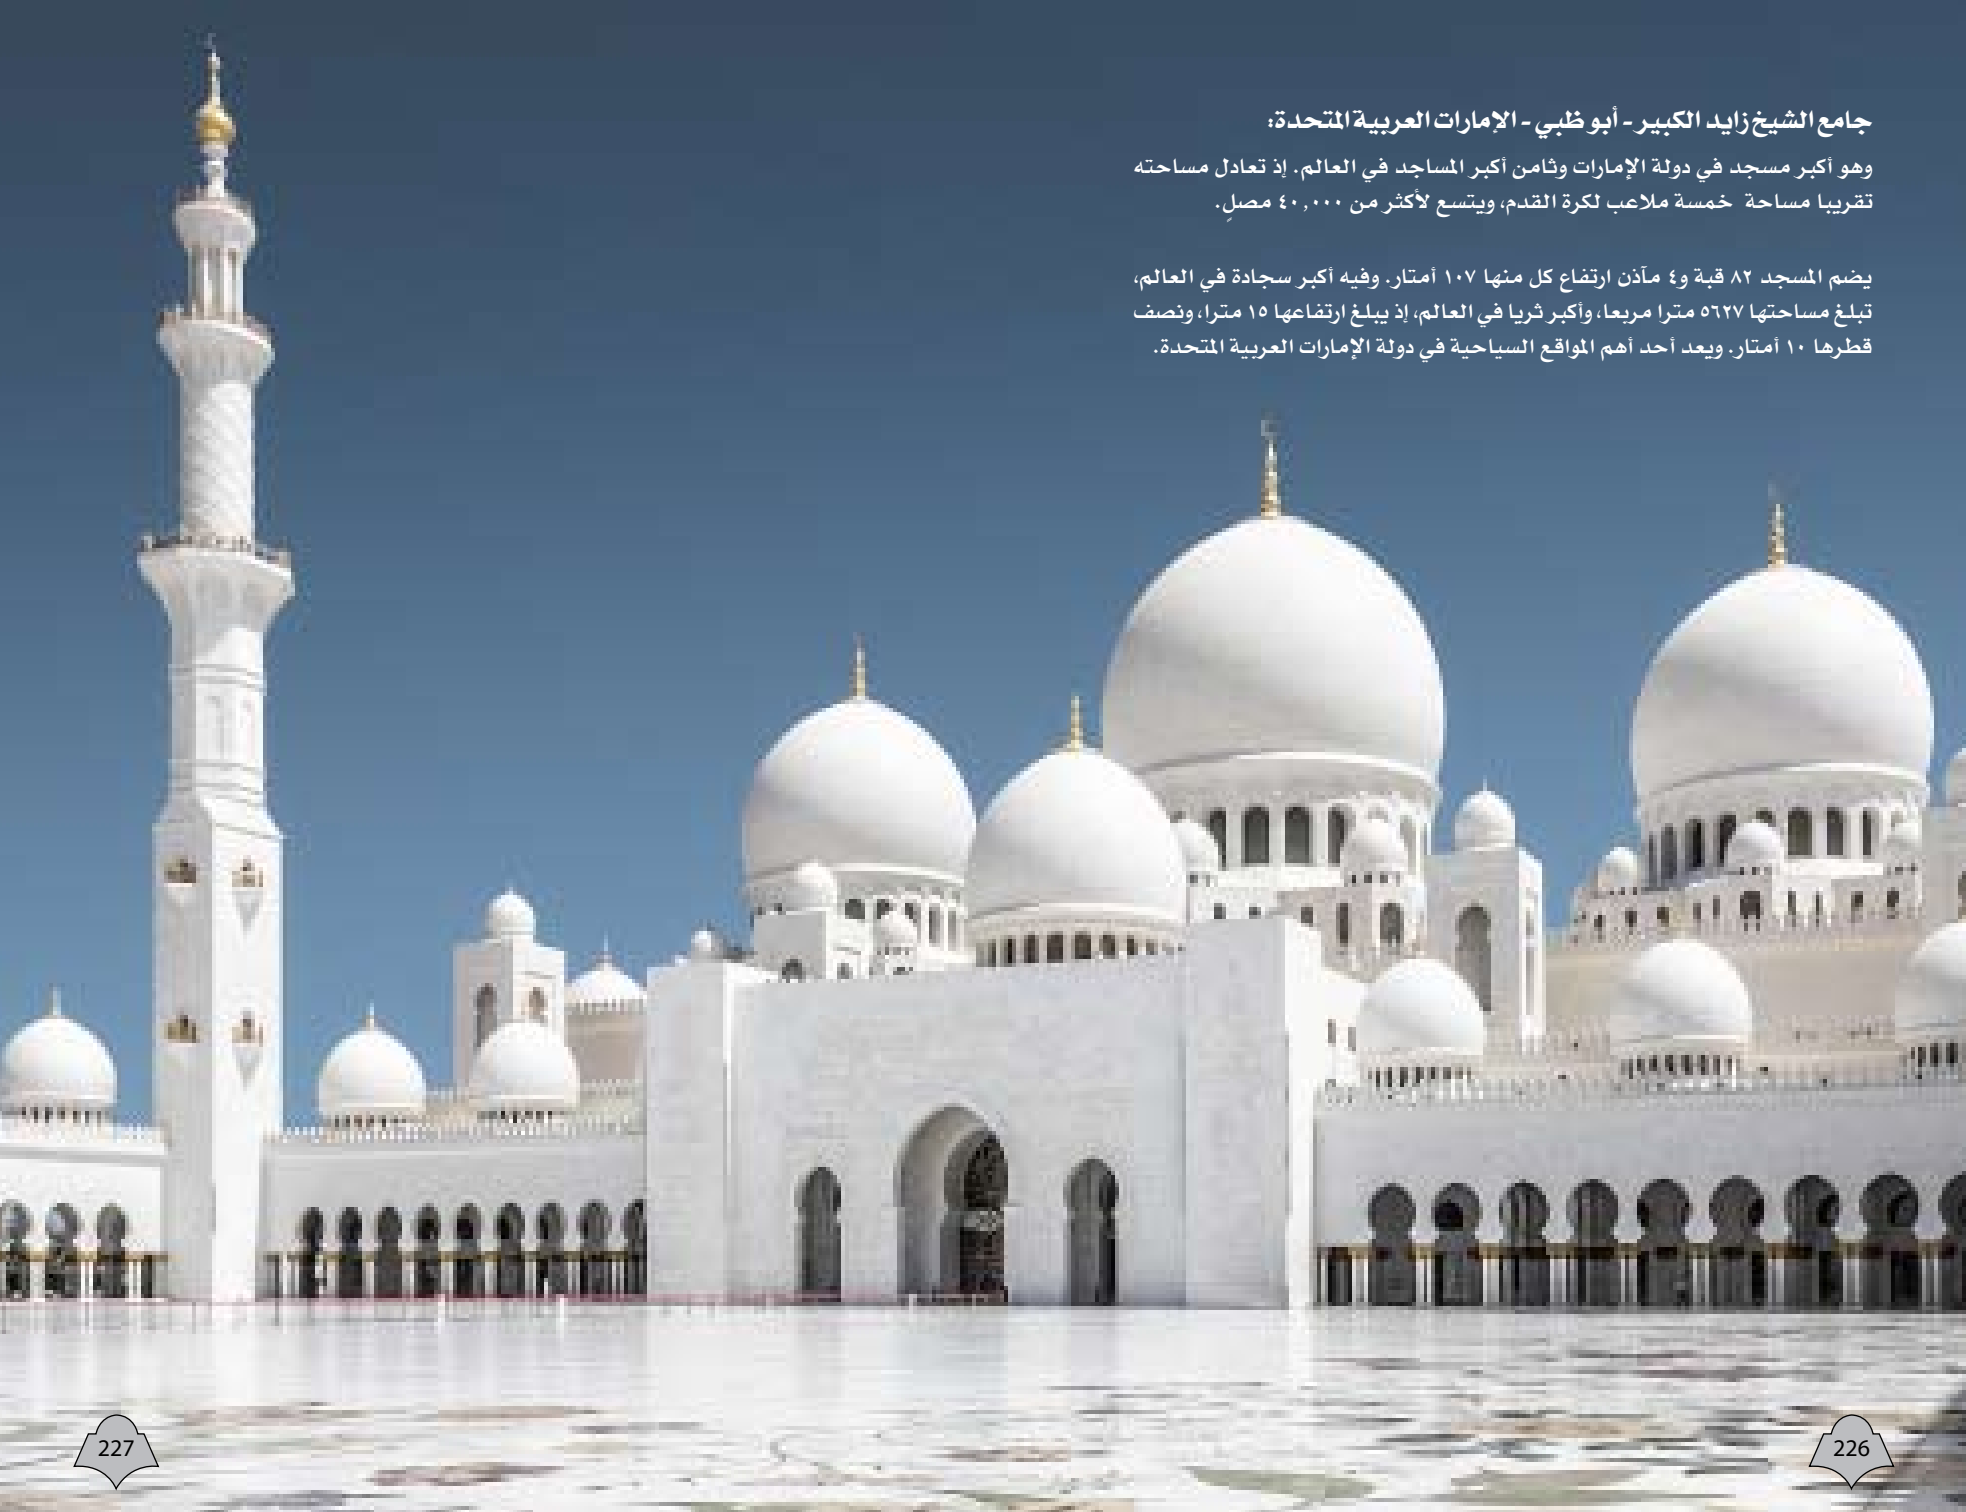 جامع الشيخ زايد الكبير - أبو ظبي - الإمارات العربية المتحدة:
وهو أكبر مسجد في دولة الإمارات وثامن أكبر المساجد في العالم. إذ تعادل مساحته
تقريبا مساحة خمسة ملاعب لكرة القدم، ويتسع لأكثر من ٤٠,٠٠٠ مصلٍ.
يضم المسجد ٨٢ قبة و٤ مآذن ارتفاع كل منها ١٠٧ أمتار. وفيه أكبر سجادة في العالم،
تبلغ مساحتها ٥٦٢٧ مترا مربعا، وأكبر ثريا في العالم، إذ يبلغ ارتفاعها ١٥ مترا، ونصف
قطرها ١٠ أمتار. ويعد أحد أهم المواقع السياحية في دولة الإمارات العربية المتحدة.
226
227